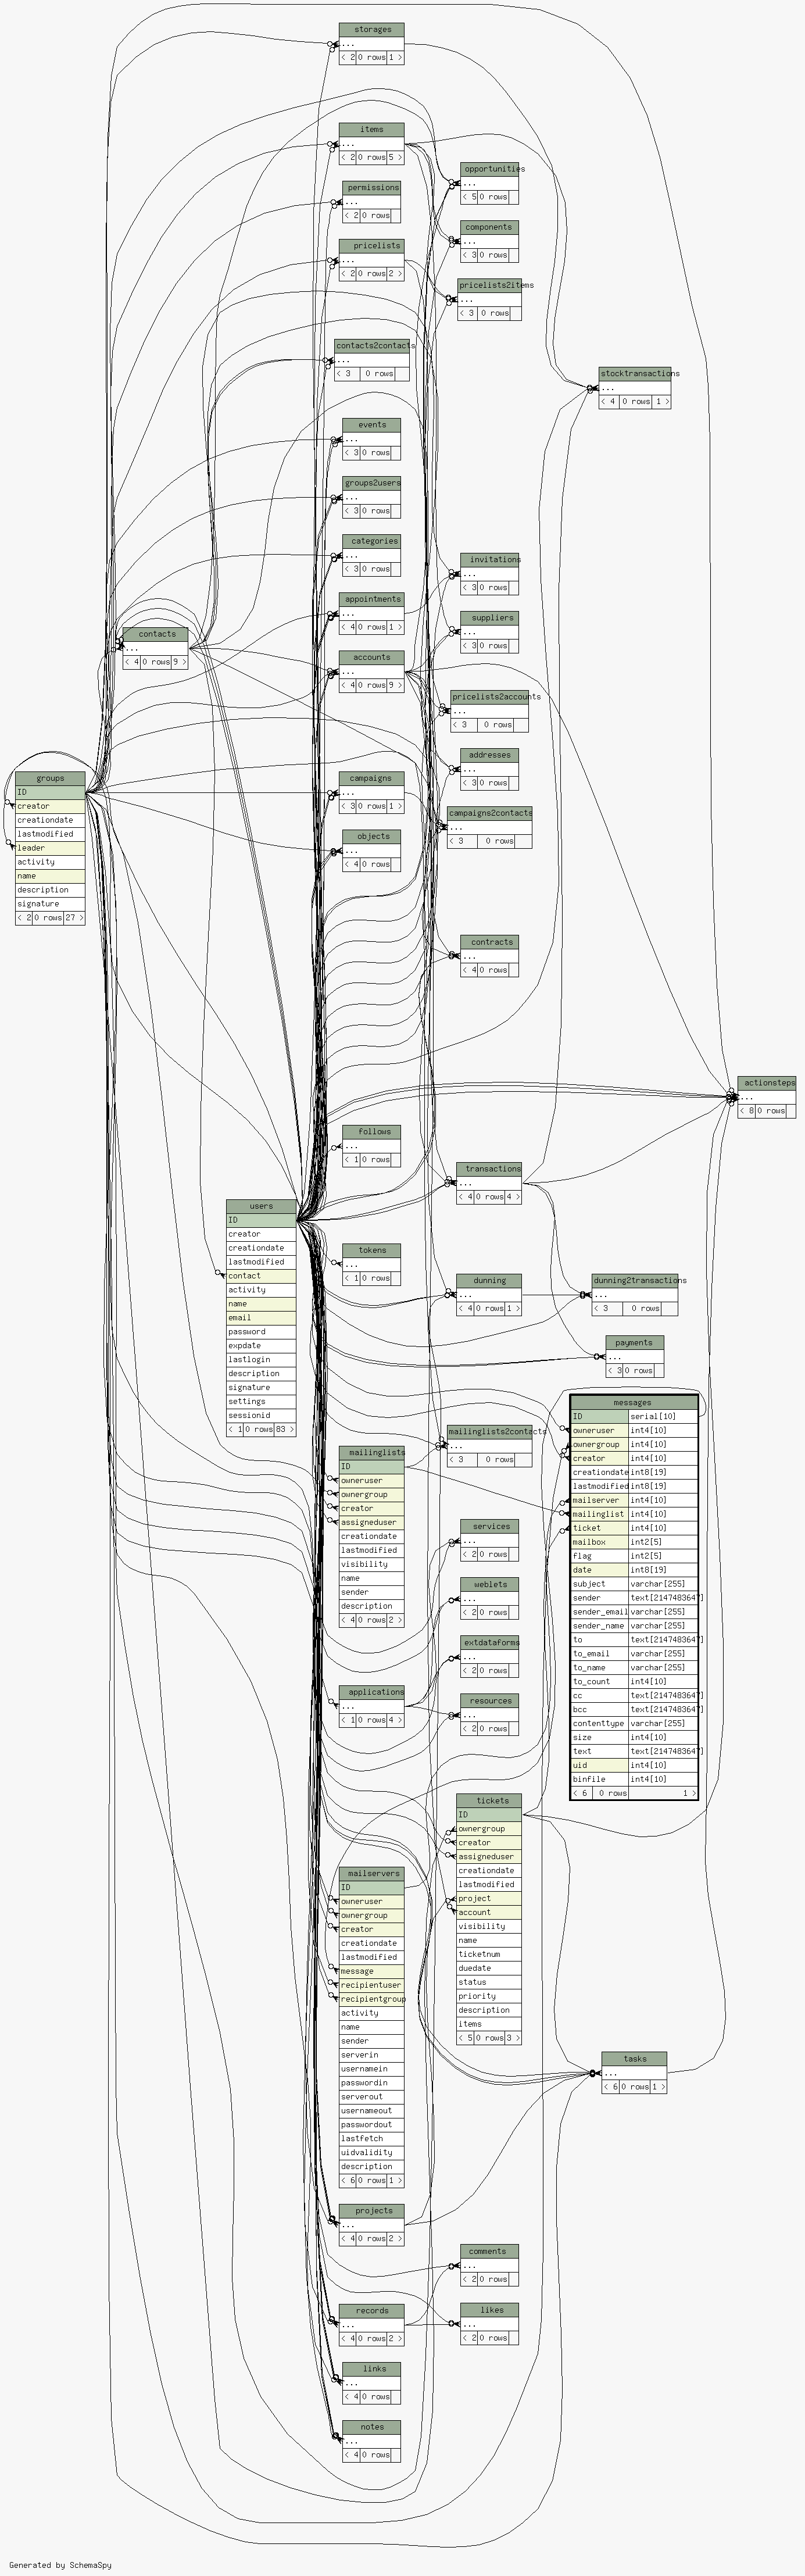 storages
...
< 2 0 rows 1 >
items
...
< 2 0 rows 5 >
opportunities
...
< 5 0 rows
permissions
...
< 2 0 rows
components
...
< 3 0 rows
pricelists
...
< 2 0 rows 2 >
pricelists2items
...
< 3 0 rows
contacts2contacts
...
< 3 0 rows
stocktransactions
...
< 4 0 rows 1 >
events
...
< 3 0 rows
groups2users
...
< 3 0 rows
categories
...
< 3 0 rows
invitations
...
< 3 0 rows
appointments
...
< 4 0 rows 1 >
suppliers
...
< 3 0 rows
contacts
...
< 4 0 rows 9 >
accounts
...
< 4 0 rows 9 >
pricelists2accounts
...
< 3 0 rows
addresses
...
< 3 0 rows
groups
ID
creator
creationdate
lastmodified
leader
activity
name
description
signature
< 2 0 rows 27 >
campaigns
...
< 3 0 rows 1 >
campaigns2contacts
...
< 3 0 rows
objects
...
< 4 0 rows
contracts
...
< 4 0 rows
actionsteps
...
< 8 0 rows
follows
...
< 1 0 rows
transactions
...
< 4 0 rows 4 >
users
ID
creator
creationdate
lastmodified
contact
activity
name
email
password
expdate
lastlogin
description
signature
settings
sessionid
< 1 0 rows 83 >
tokens
...
< 1 0 rows
dunning
...
< 4 0 rows 1 >
dunning2transactions
...
< 3 0 rows
payments
...
< 3 0 rows
messages
ID serial[10]
owneruser int4[10]
ownergroup int4[10]
creator int4[10]
creationdate int8[19]
lastmodified int8[19]
mailserver int4[10]
mailinglist int4[10]
ticket int4[10]
mailbox int2[5]
flag int2[5]
date int8[19]
subject varchar[255]
sender text[2147483647]
sender_email varchar[255]
sender_name varchar[255]
to text[2147483647]
to_email varchar[255]
to_name varchar[255]
to_count int4[10]
cc text[2147483647]
bcc text[2147483647]
contenttype varchar[255]
size int4[10]
text text[2147483647]
uid int4[10]
binfile int4[10]
< 6 0 rows 1 >
mailinglists2contacts
...
< 3 0 rows
mailinglists
ID
owneruser
ownergroup
creator
assigneduser
creationdate
lastmodified
visibility
name
sender
description
< 4 0 rows 2 >
services
...
< 2 0 rows
weblets
...
< 2 0 rows
extdataforms
...
< 2 0 rows
applications
...
< 1 0 rows 4 >
resources
...
< 2 0 rows
tickets
ID
ownergroup
creator
assigneduser
creationdate
lastmodified
project
account
visibility
name
ticketnum
duedate
status
priority
description
items
< 5 0 rows 3 >
mailservers
ID
owneruser
ownergroup
creator
creationdate
lastmodified
message
recipientuser
recipientgroup
activity
name
sender
serverin
usernamein
passwordin
serverout
usernameout
passwordout
lastfetch
uidvalidity
description
< 6 0 rows 1 >
tasks
...
< 6 0 rows 1 >
projects
...
< 4 0 rows 2 >
comments
...
< 2 0 rows
records
...
< 4 0 rows 2 >
likes
...
< 2 0 rows
links
...
< 4 0 rows
notes
...
< 4 0 rows
Generated by SchemaSpy